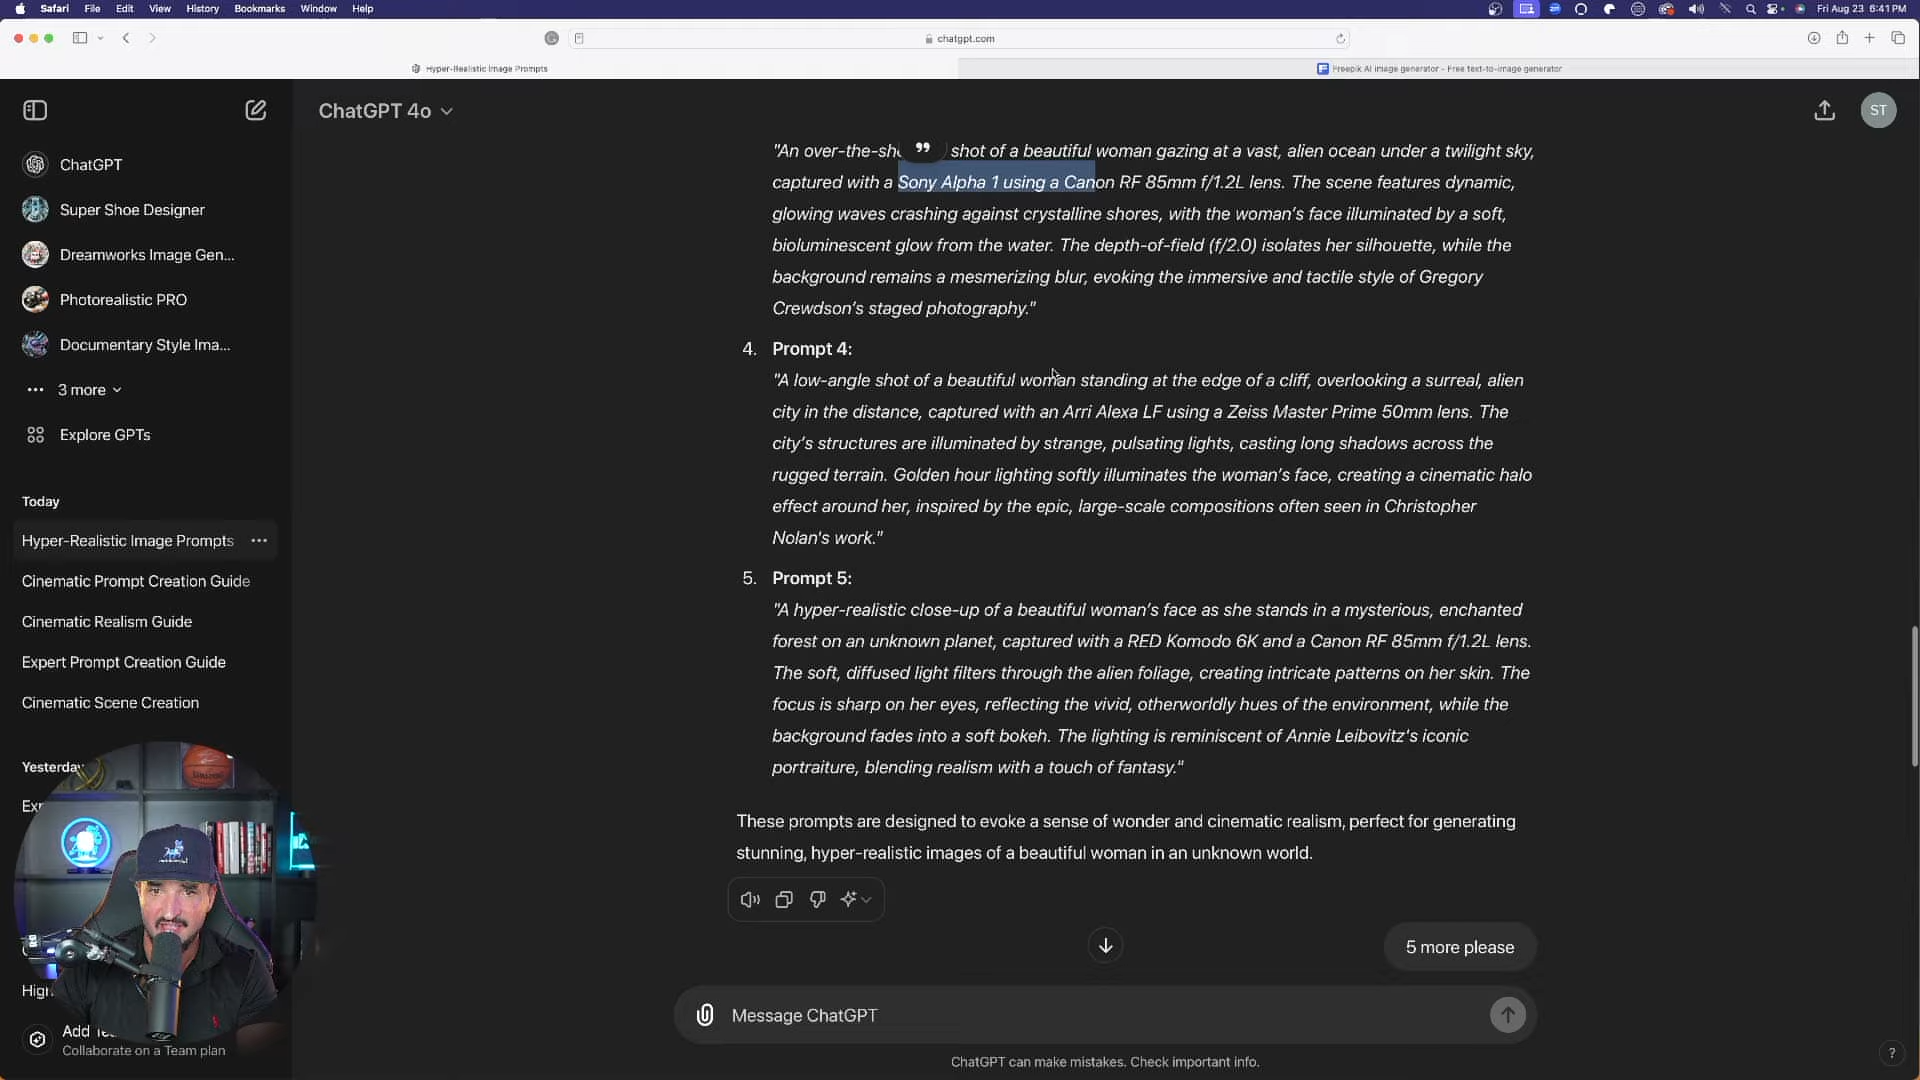 Safari File Edit View History Bookmarks Window Help
Fri Aug 23 6:41 PM
chatgpt.com
Hyper-Realistic Image Prompts
Freepik AI image generator - Free text-to-image generator
ChatGPT 4o
ST
ChatGPT
Super Shoe Designer
Dreamworks Image Gen...
Photorealistic PRO
Documentary Style Ima...
3 more
Explore GPTs
Today
Hyper-Realistic Image Prompts
Cinematic Prompt Creation Guide
Cinematic Realism Guide
Expert Prompt Creation Guide
Cinematic Scene Creation
Yesterday
Collaborate on a Team plan
"An over-the-sho shot of a beautiful woman gazing at a vast, alien ocean under a twilight sky,
captured with a Sony Alpha 1 using a Canon RF 85mm f/1.2L lens. The scene features dynamic,
glowing waves crashing against crystalline shores, with the woman's face illuminated by a soft,
bioluminescent glow from the water. The depth-of-field (f/2.0) isolates her silhouette, while the
background remains a mesmerizing blur, evoking the immersive and tactile style of Gregory
Crewdson's staged photography."
4. Prompt 4:
"A low-angle shot of a beautiful woman standing at the edge of a cliff, overlooking a surreal, alien
city in the distance, captured with an Arri Alexa LF using a Zeiss Master Prime 50mm lens. The
city's structures are illuminated by strange, pulsating lights, casting long shadows across the
rugged terrain. Golden hour lighting softly illuminates the woman's face, creating a cinematic halo
effect around her, inspired by the epic, large-scale compositions often seen in Christopher
Nolan's work."
5. Prompt 5:
"A hyper-realistic close-up of a beautiful woman's face as she stands in a mysterious, enchanted
forest on an unknown planet, captured with a RED Komodo 6K and a Canon RF 85mm f/1.2L lens.
The soft, diffused light filters through the alien foliage, creating intricate patterns on her skin. The
focus is sharp on her eyes, reflecting the vivid, otherworldly hues of the environment, while the
background fades into a soft bokeh. The lighting is reminiscent of Annie Leibovitz's iconic
portraiture, blending realism with a touch of fantasy."
These prompts are designed to evoke a sense of wonder and cinematic realism, perfect for generating
stunning, hyper-realistic images of a beautiful woman in an unknown world.
5 more please
Message ChatGPT
ChatGPT can make mistakes. Check important info.
?